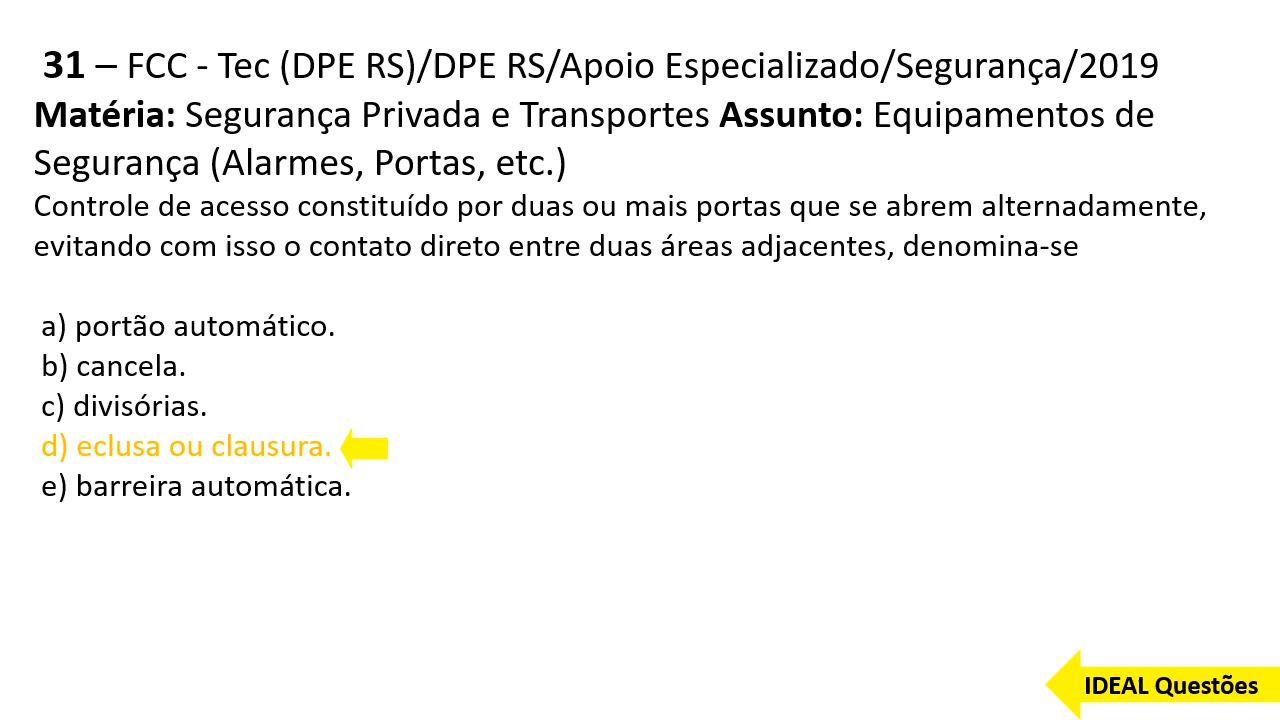 31 – FCC - Tec (DPE RS)/DPE RS/Apoio Especializado/Segurança/2019
Matéria: Segurança Privada e Transportes Assunto: Equipamentos de
Segurança (Alarmes, Portas, etc.)
Controle de acesso constituído por duas ou mais portas que se abrem alternadamente,
evitando com isso o contato direto entre duas áreas adjacentes, denomina-se
a) portão automático.
b) cancela.
c) divisórias.
d) eclusa ou clausura.
e) barreira automática.
IDEAL Questões